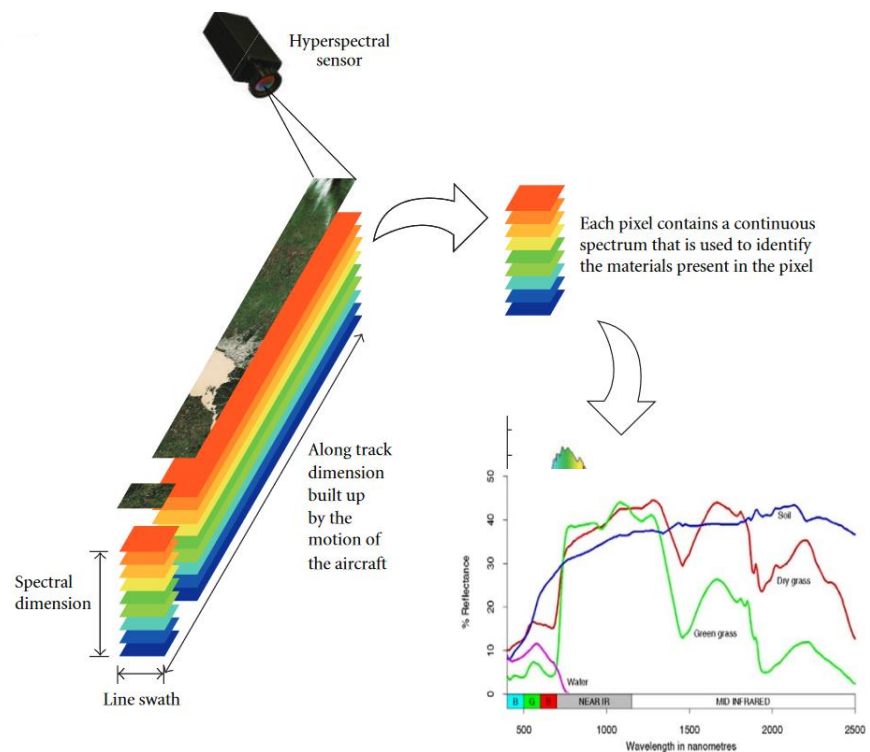 Hyperspectral
sensor
Each pixel contains a continuous
spectrum that is used to identify
the materials present in the pixel
Along track
dimension
built up
by the
motion of
the aircraft
Spectral
dimension
Line swath
% Reflectance
50
40
30
20
10
0
Soil
Dry grass
Green grass
Water
B G R NEAR IR MID INFRARED
500 1000 1500 2000 2500
Wavelength in nanometres